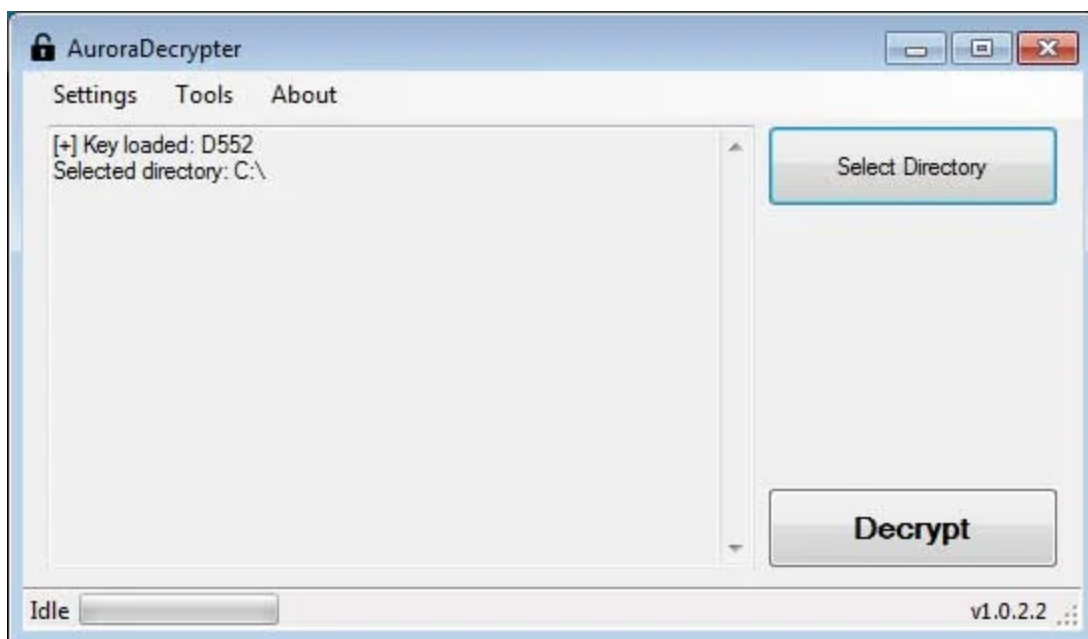 AuroraDecrypter
Settings Tools About
[+] Key loaded: D552
Selected directory: C:\
Select Directory
Decrypt
Idle
v1.0.2.2